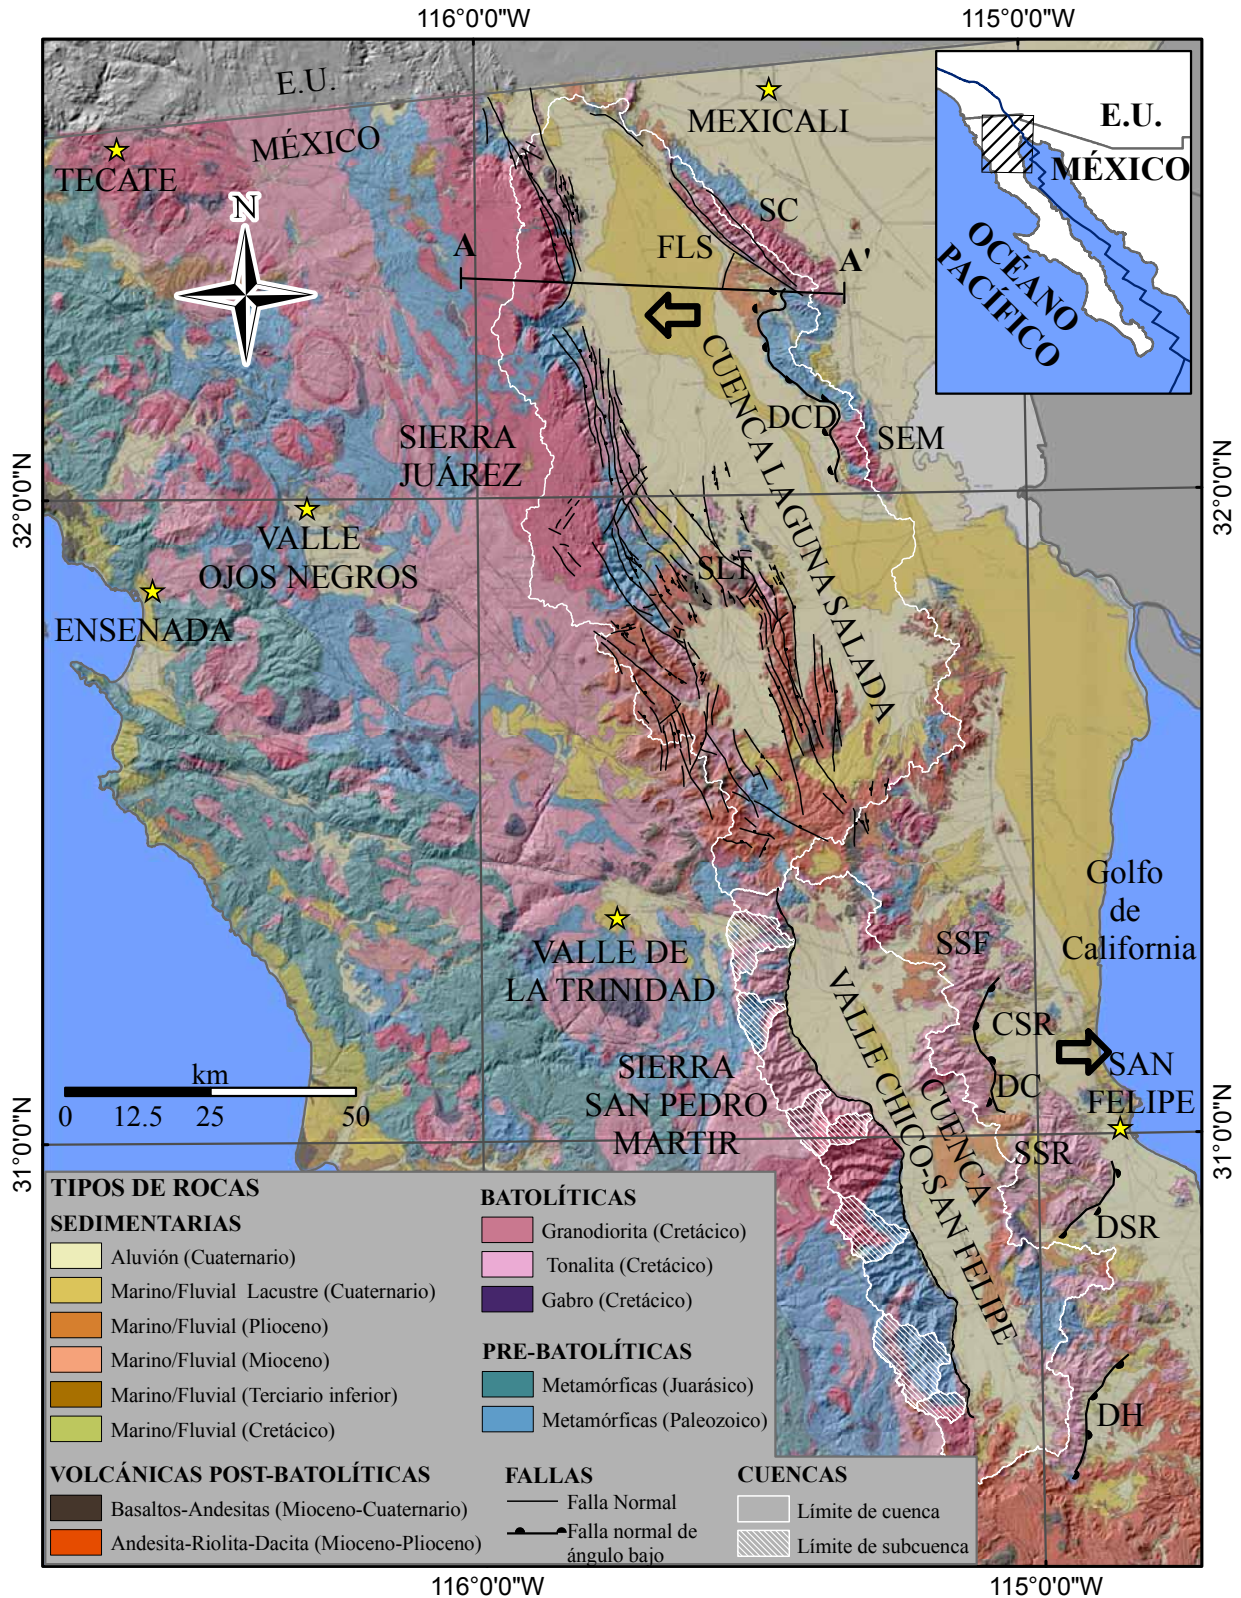 116°0'0"W
115°0'0"W
E.U.
MÉXICO
MEXICALI
TECATE
N
E.U.
MÉXICO
OCÉANO
PACÍFICO
SC
FLS
A
A'
CUENCA LAGUNA SALADA
DCD
SEM
SIERRA
JUÁREZ
32°0'0"N
32°0'0"N
VALLE
OJOS NEGROS
SLT
ENSENADA
Golfo
de
California
VALLE DE
LA TRINIDAD
SSF
CSR
DC
SAN
FELIPE
VALLE CHICO-SAN FELIPE
CUENCA
SIERRA
SAN PEDRO
MARTIR
km
0 12.5 25 50
31°0'0"N
31°0'0"N
SSR
DSR
DH
TIPOS DE ROCAS
SEDIMENTARIAS
Aluvión (Cuaternario)
Marino/Fluvial Lacustre (Cuaternario)
Marino/Fluvial (Plioceno)
Marino/Fluvial (Mioceno)
Marino/Fluvial (Terciario inferior)
Marino/Fluvial (Cretácico)
VOLCÁNICAS POST-BATOLÍTICAS
Basaltos-Andesitas (Mioceno-Cuaternario)
Andesita-Riolita-Dacita (Mioceno-Plioceno)
BATOLÍTICAS
Granodiorita (Cretácico)
Tonalita (Cretácico)
Gabro (Cretácico)
PRE-BATOLÍTICAS
Metamórficas (Juarásico)
Metamórficas (Paleozoico)
FALLAS
Falla Normal
Falla normal de
ángulo bajo
CUENCAS
Límite de cuenca
Límite de subcuenca
116°0'0"W
115°0'0"W